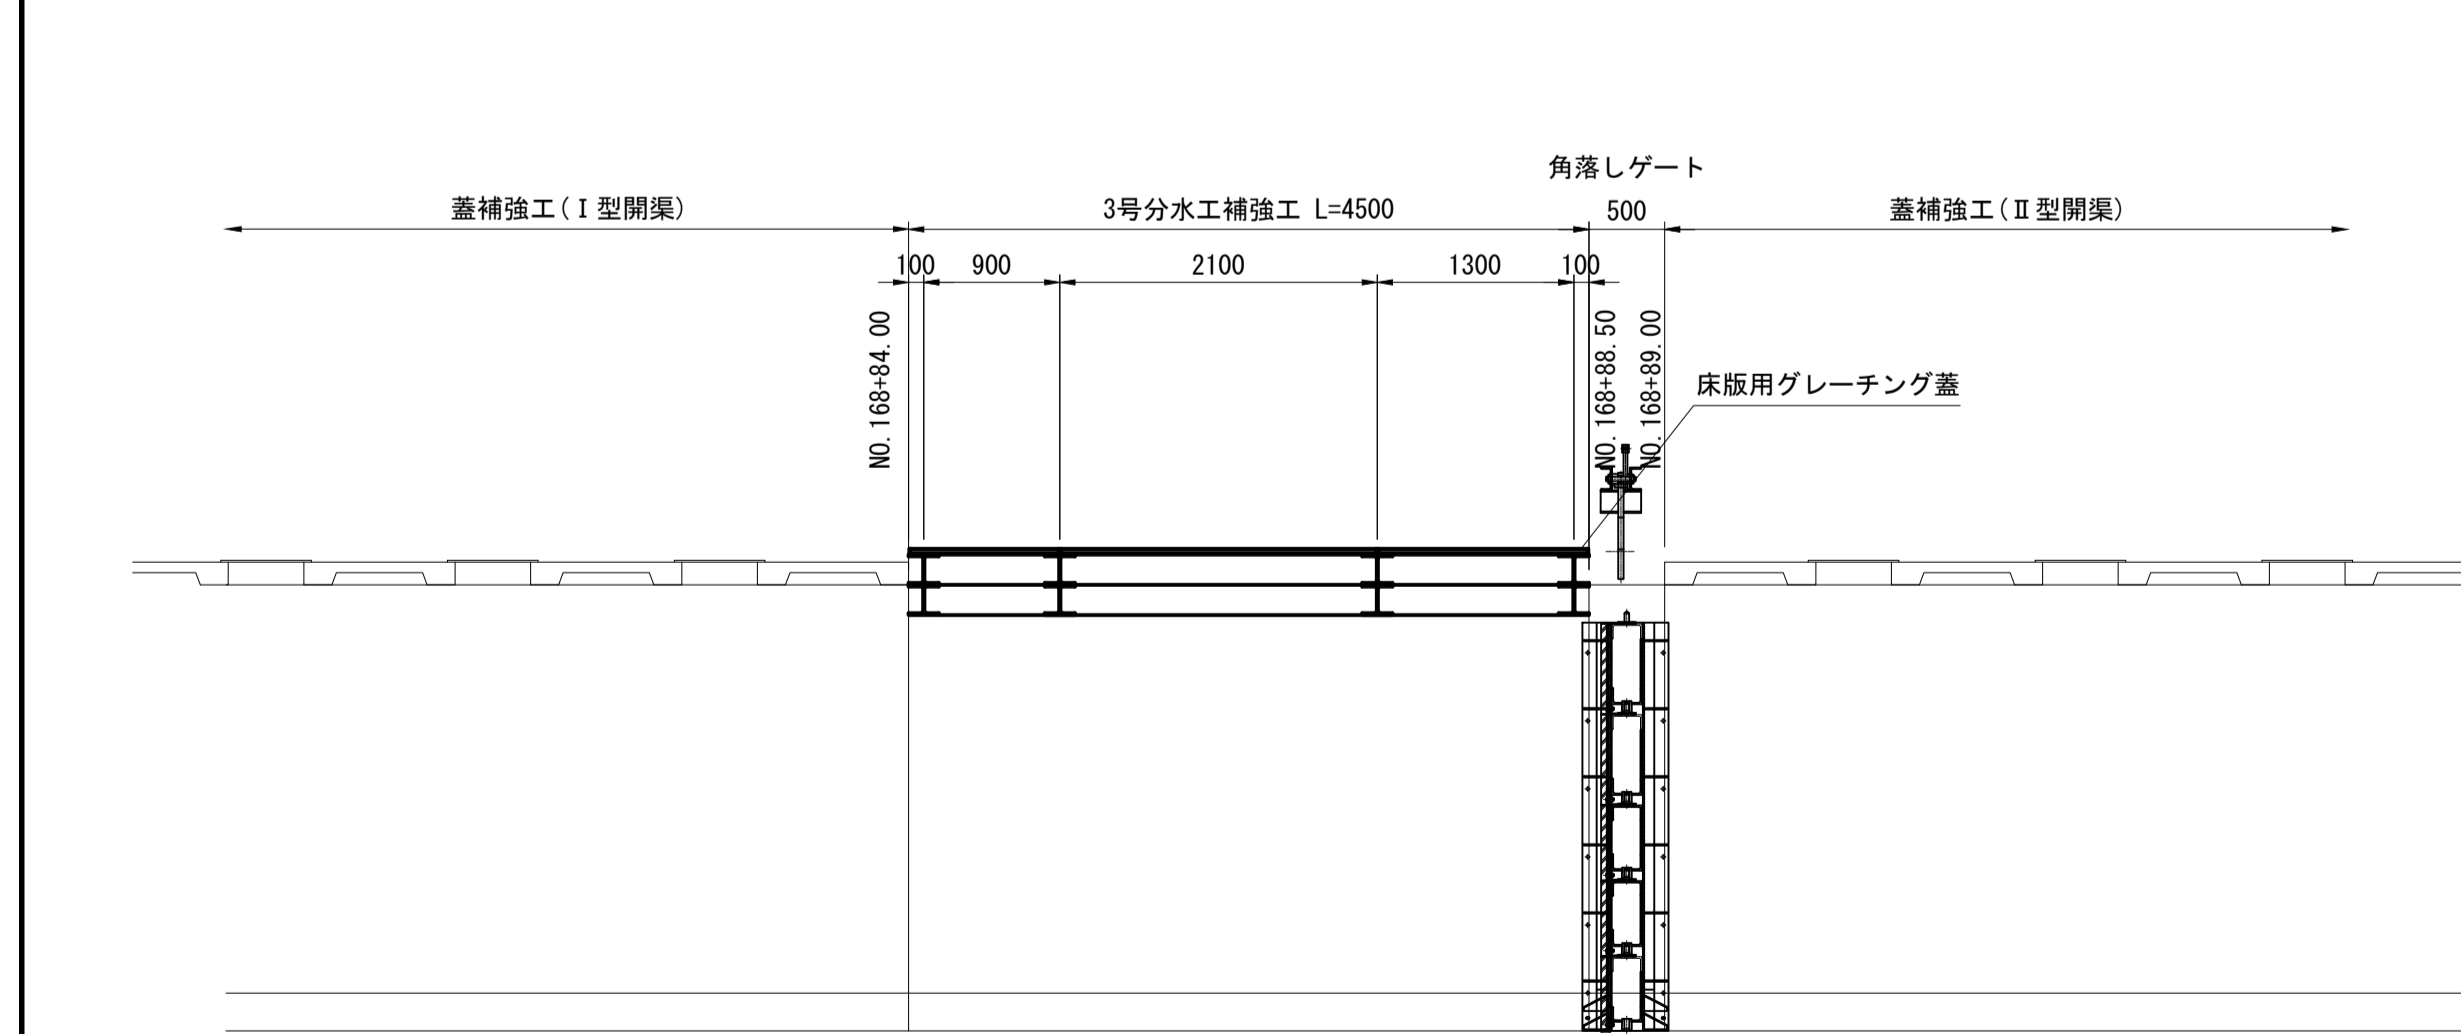 角落しゲート
蓋補強工(Ⅰ型開渠)
3号分水工補強工 L=4500
500
蓋補強工(Ⅱ型開渠)
100
900
2100
1300
100
NO.168+84.00
NO.168+88.50
NO.168+89.00
床版用グレーチング蓋